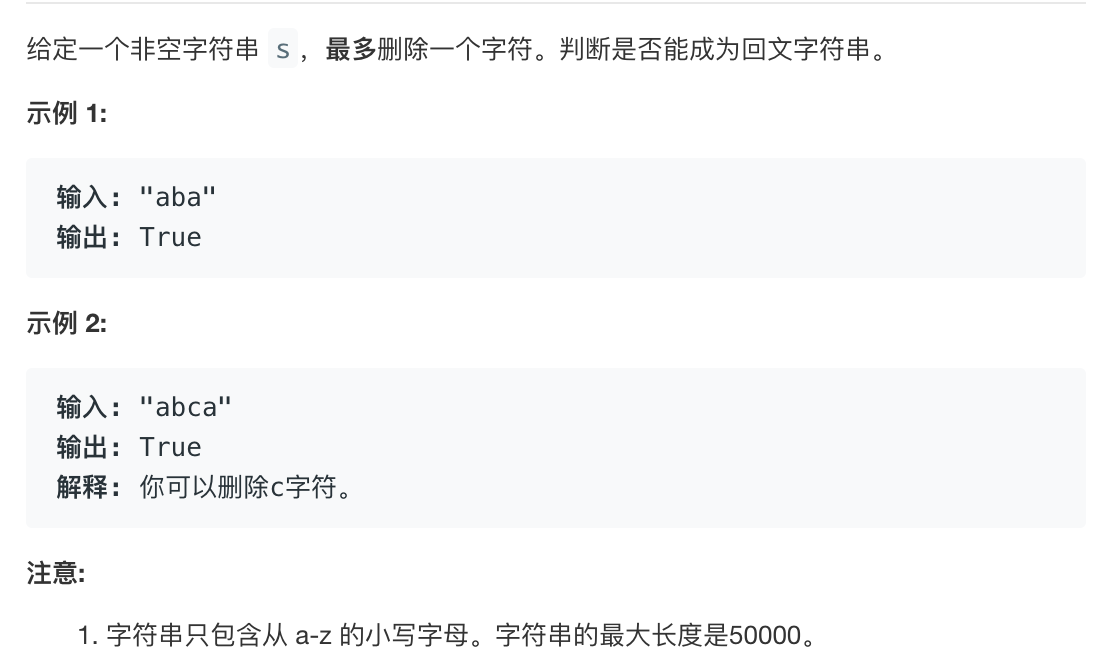 给定一个非空字符串 s，最多删除一个字符。判断是否能成为回文字符串。
示例 1:
输入: "aba"
输出: True
示例 2:
输入: "abca"
输出: True
解释: 你可以删除c字符。
注意:
1. 字符串只包含从 a-z 的小写字母。字符串的最大长度是50000。